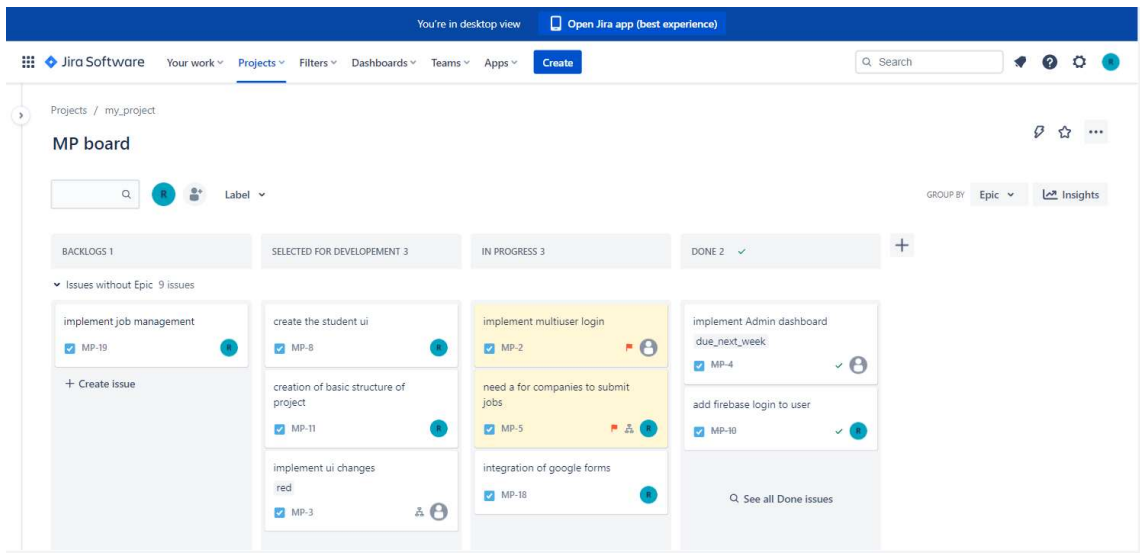 You're in desktop view Open Jira app (best experience)
Jira Software Your work Projects Filters Dashboards Teams Apps Create Search R
Projects / my_project
MP board
R Label GROUP BY Epic Insights
BACKLOGS 1 SELECTED FOR DEVELOPEMENT 3 IN PROGRESS 3 DONE 2
Issues without Epic 9 issues
implement job management
MP-19 R
+ Create issue
create the student ui
MP-8 R
creation of basic structure of
project
MP-11 R
implement ui changes
red
MP-3
implement multiuser login
MP-2
need a for companies to submit
jobs
MP-5 R
integration of google forms
MP-18 R
implement Admin dashboard
due_next_week
MP-4
add firebase login to user
MP-10 R
See all Done issues